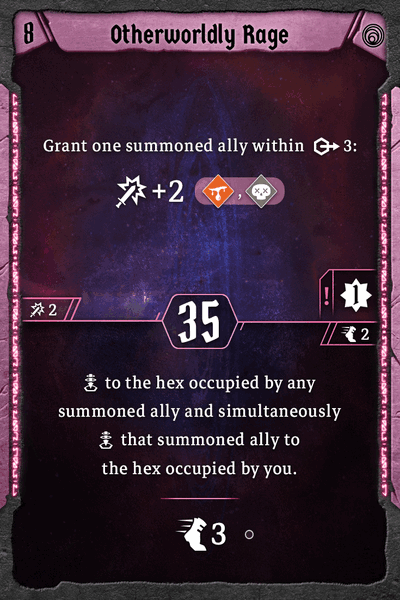 8 Otherworldly Rage
Grant one summoned ally within 3:
+2 ,
! 1
2
35
2
to the hex occupied by any
summoned ally and simultaneously
that summoned ally to
the hex occupied by you.
3